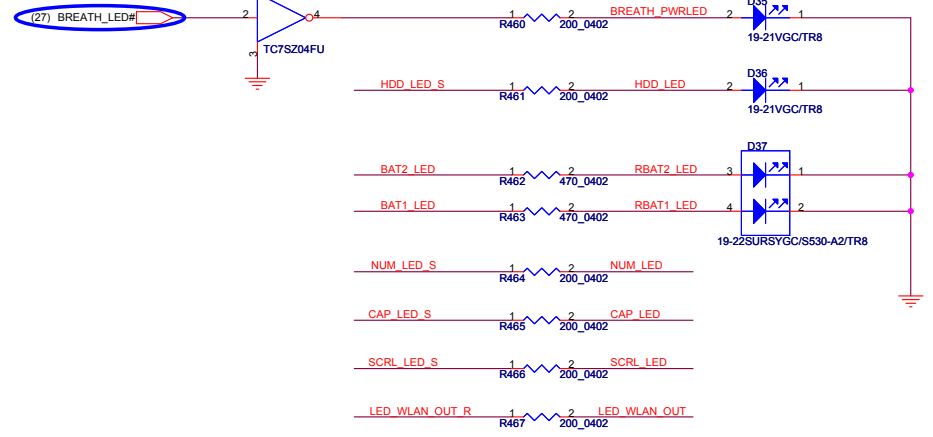 (27) BREATH_LED#
2
4
3
TC7SZ04FU
1
2
R460
200_0402
BREATH_PWRLED
D35
2
1
19-21VGC/TR8
HDD_LED_S
1
2
R461
200_0402
HDD_LED
D36
2
1
19-21VGC/TR8
BAT2_LED
1
2
R462
470_0402
RBAT2_LED
D37
3
1
BAT1_LED
1
2
R463
470_0402
RBAT1_LED
4
2
19-22SURSYGC/S530-A2/TR8
NUM_LED_S
1
2
R464
200_0402
NUM_LED
CAP_LED_S
1
2
R465
200_0402
CAP_LED
SCRL_LED_S
1
2
R466
200_0402
SCRL_LED
LED_WLAN_OUT_R
1
2
R467
200_0402
LED_WLAN_OUT